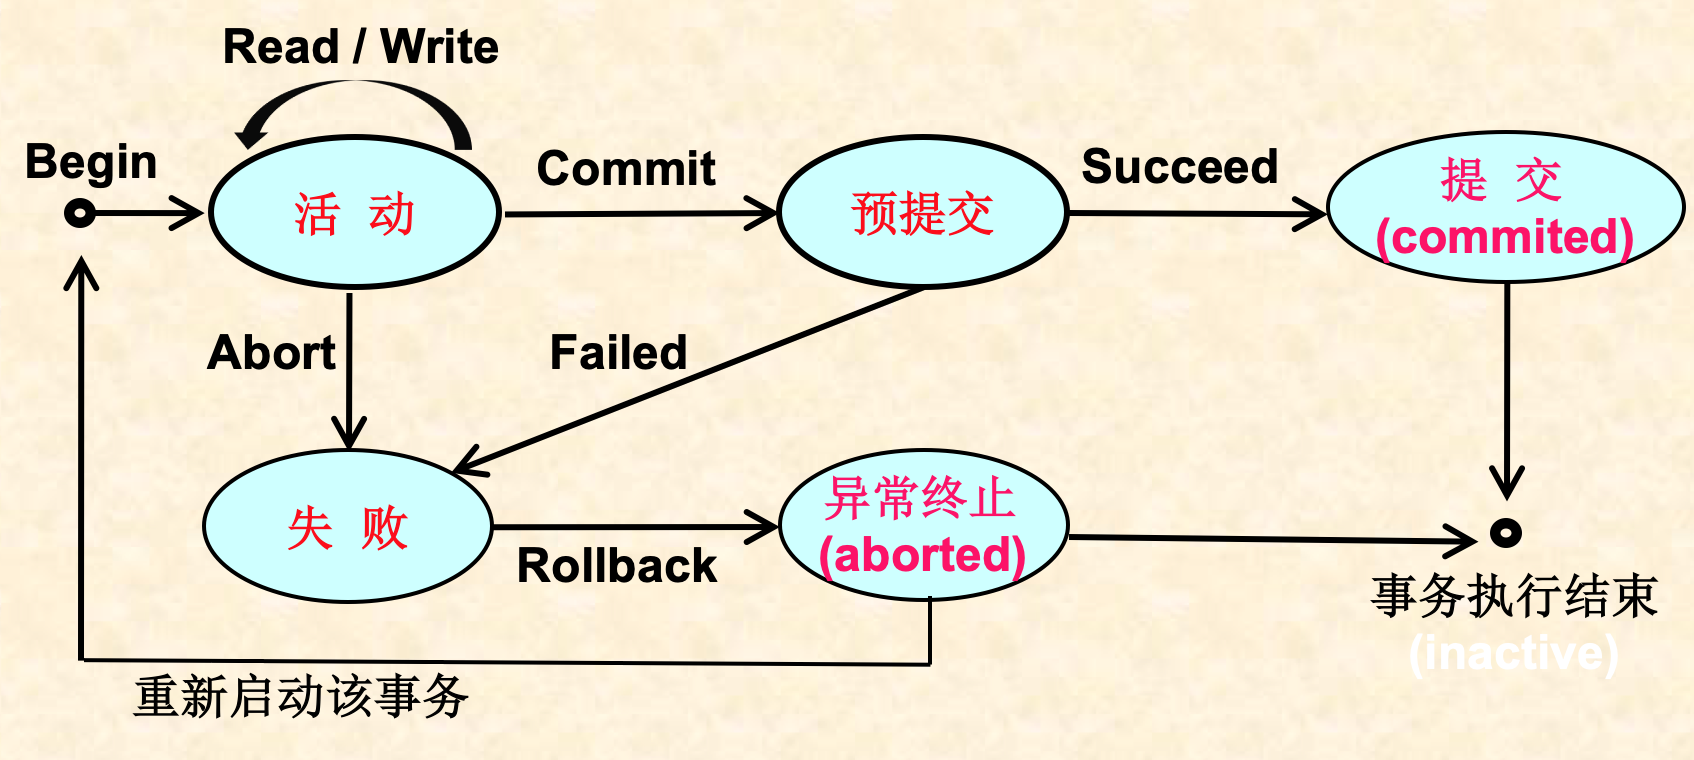 Read / Write
Begin
活 动
Commit
预提交
Succeed
提 交
(commited)
Abort
Failed
失 败
Rollback
异常终止
(aborted)
事务执行结束
(inactive)
重新启动该事务